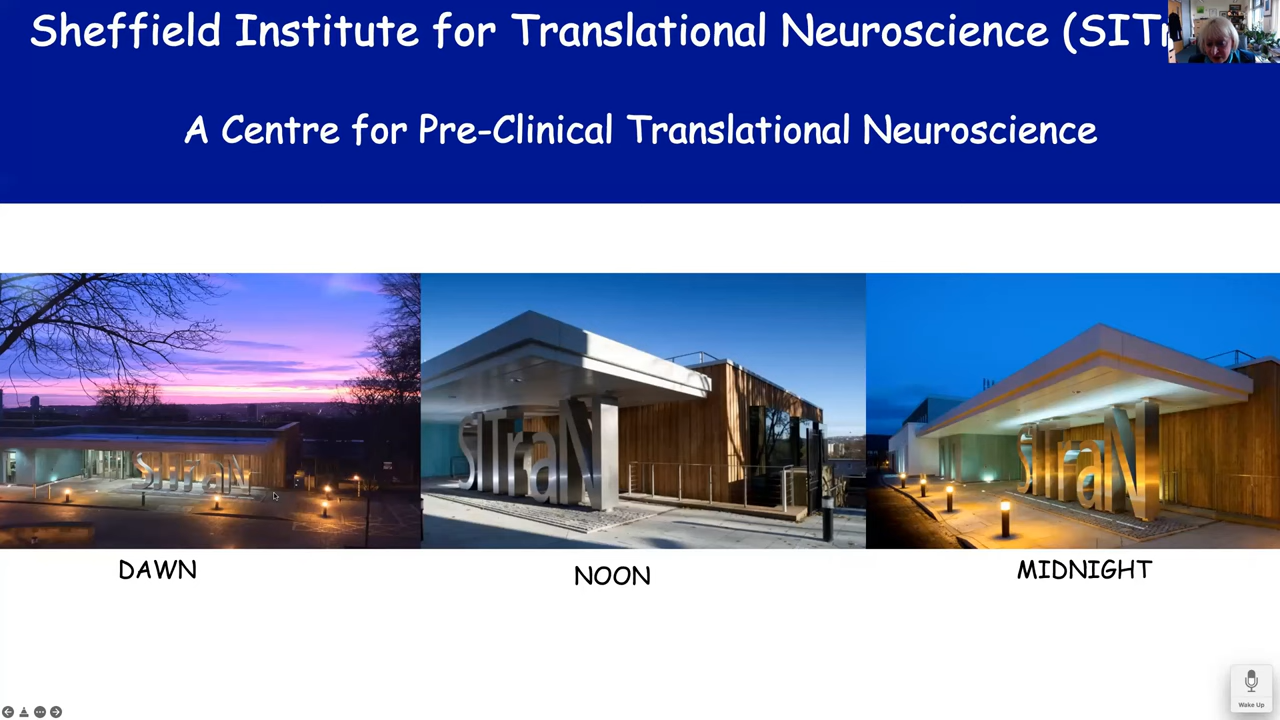 Sheffield Institute for Translational Neuroscience (SITr
A Centre for Pre-Clinical Translational Neuroscience
SITraN
SITraN
SITraN
DAWN
NOON
MIDNIGHT
Wake Up